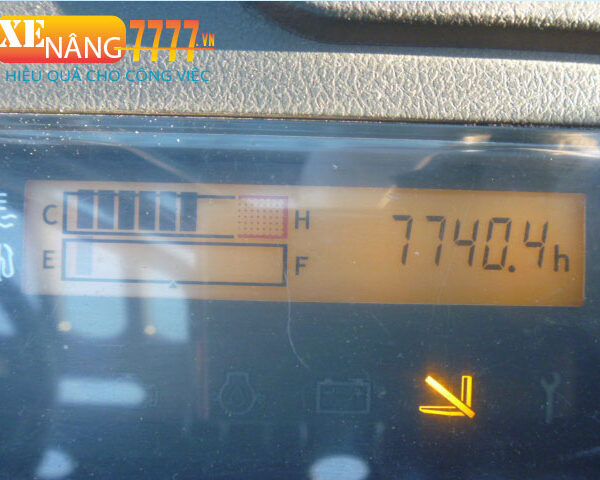 XE NÂNG 7777.VN
HIỆU QUẢ CHO CÔNG VIỆC
C H 7740.4h
E F